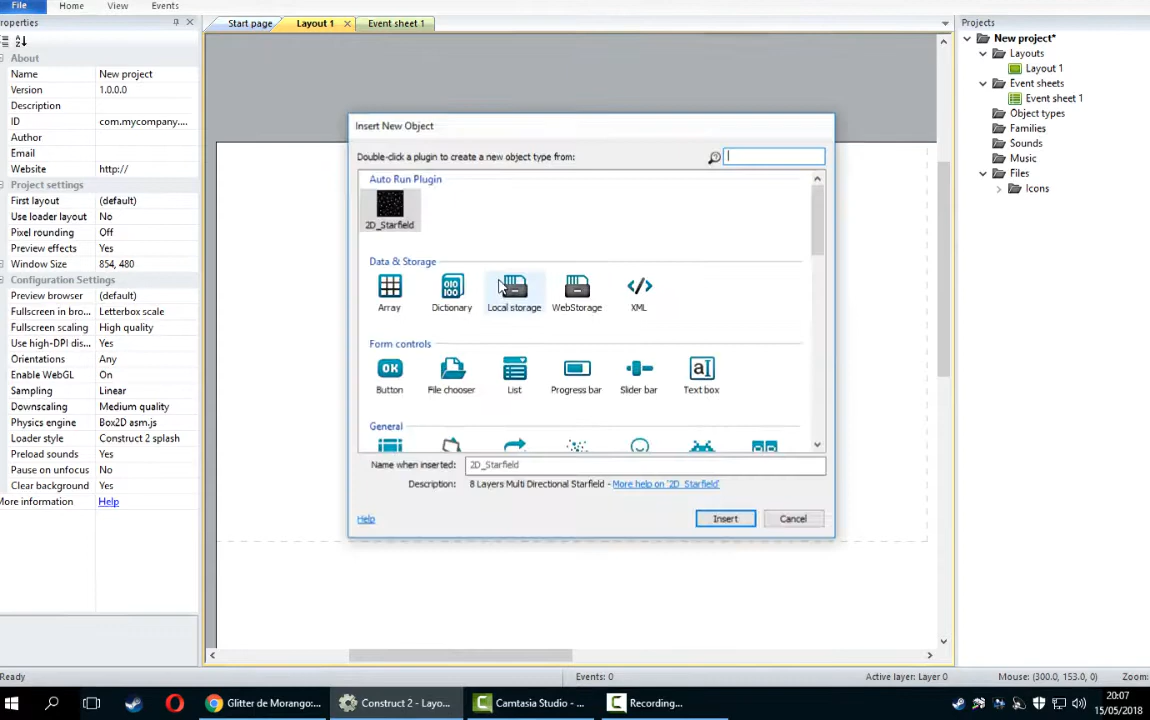 File Home View Events
roperties
Start page Layout 1 Event sheet 1
Projects
About
Name New project
Version 1.0.0.0
Description
ID com.mycompany....
Author
Email
Website http://
Project settings
First layout (default)
Use loader layout No
Pixel rounding Off
Preview effects Yes
Window Size 854, 480
Configuration Settings
Preview browser (default)
Fullscreen in bro... Letterbox scale
Fullscreen scaling High quality
Use high-DPI dis... Yes
Orientations Any
Enable WebGL On
Sampling Linear
Downscaling Medium quality
Physics engine Box2D asm.js
Loader style Construct 2 splash
Preload sounds Yes
Pause on unfocus No
Clear background Yes
More information Help
Insert New Object
Double-click a plugin to create a new object type from:
Auto Run Plugin
2D_Starfield
Data & Storage
Array Dictionary Local storage WebStorage XML
Form controls
OK 
Button File chooser List Progress bar Slider bar Text box
General
Name when inserted: 2D_Starfield
Description: 8 Layers Multi Directional Starfield - More help on '2D_Starfield'
Help Insert Cancel
New project*
Layouts
Layout 1
Event sheets
Event sheet 1
Object types
Families
Sounds
Music
Files
Icons
Ready Events: 0 Active layer: Layer 0 Mouse: (300.0, 153.0, 0) Zoom:
Glitter de Morango:... Construct 2 - Layo... Camtasia Studio - ... Recording...
20:07
15/05/2018